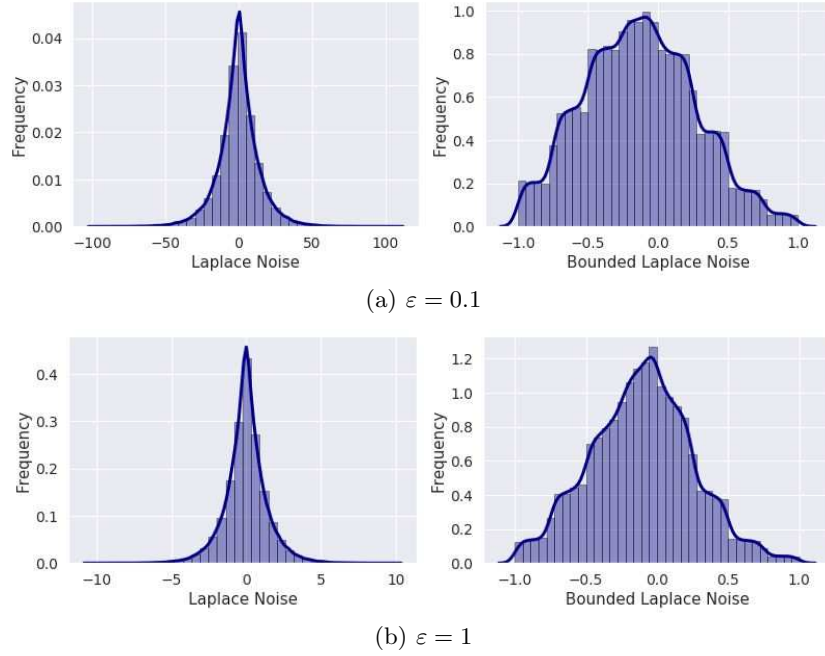 0.04
0.03
0.02
0.01
0.00
Frequency
−100 −50 0 50 100
Laplace Noise
1.0
0.8
0.6
0.4
0.2
0.0
Frequency
−1.0 −0.5 0.0 0.5 1.0
Bounded Laplace Noise
(a) ε = 0.1
0.4
0.3
0.2
0.1
0.0
Frequency
−10 −5 0 5 10
Laplace Noise
1.2
1.0
0.8
0.6
0.4
0.2
0.0
Frequency
−1.0 −0.5 0.0 0.5 1.0
Bounded Laplace Noise
(b) ε = 1